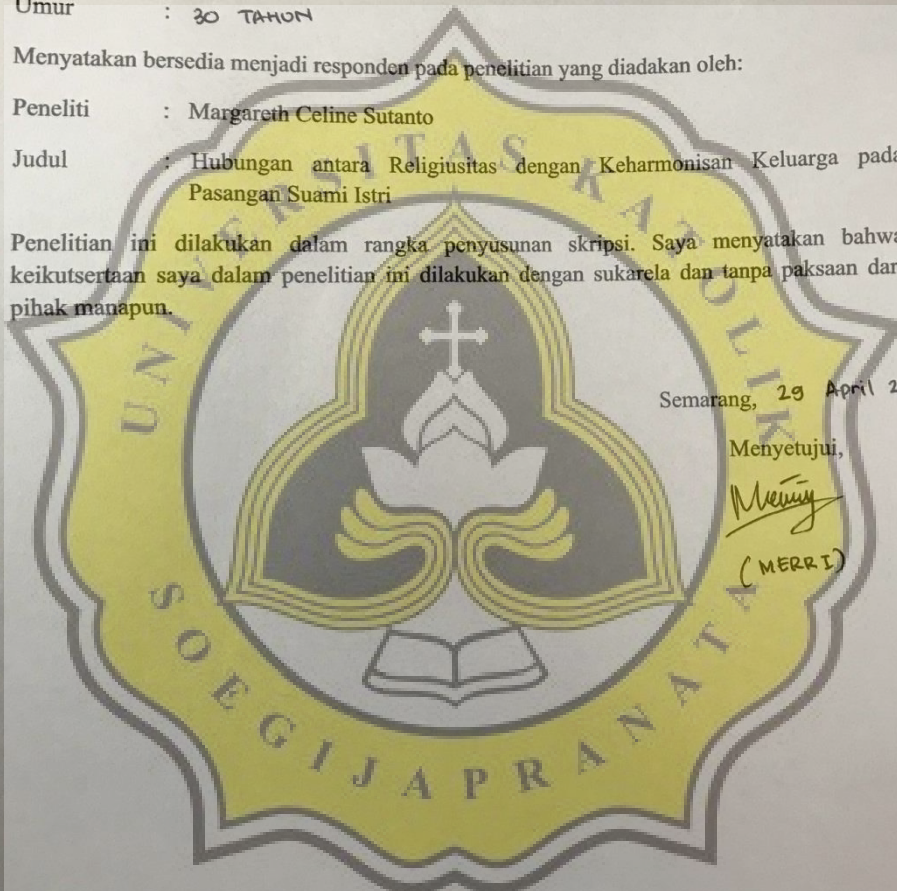 Umur : 30 TAHUN
Menyatakan bersedia menjadi responden pada penelitian yang diadakan oleh:
Peneliti : Margareth Celine Sutanto
Judul : Hubungan antara Religiusitas dengan Keharmonisan Keluarga pada
Pasangan Suami Istri
Penelitian ini dilakukan dalam rangka penyusunan skripsi. Saya menyatakan bahwa
keikutsertaan saya dalam penelitian ini dilakukan dengan sukarela dan tanpa paksaan dari
pihak manapun.
Semarang, 29 April 2
Menyetujui,
(MERRI)
UNIVERSITAS KATOLIK
SOEGIJAPRANATA